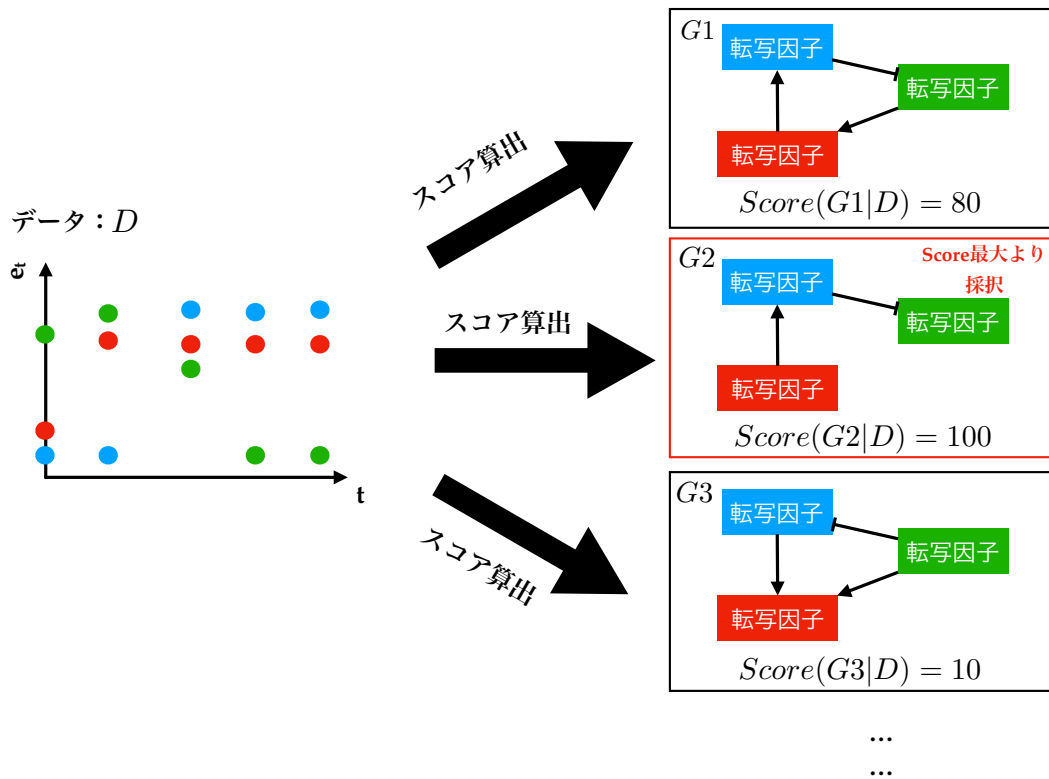 データ：D
et
t
スコア算出
スコア算出
スコア算出
G1
転写因子
転写因子
転写因子
Score(G1|D) = 80
G2
Score最大より
採択
転写因子
転写因子
転写因子
Score(G2|D) = 100
G3
転写因子
転写因子
転写因子
Score(G3|D) = 10
...
...